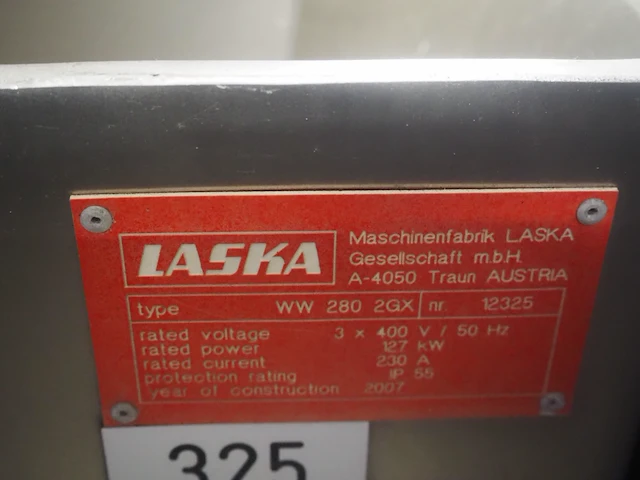 LASKA
Maschinenfabrik LASKA
Gesellschaft m.b.H.
A-4050 Traun AUSTRIA
type WW 280 2GX nr. 12325
rated voltage 3 x 400 V / 50 Hz
rated power 127 kW
rated current 230 A
protection rating IP 55
year of construction 2007
325